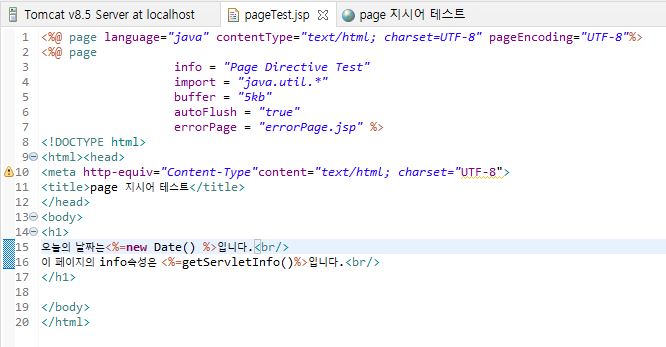 Tomcat v8.5 Server at localhost
pageTest.jsp
page 지시어 테스트
1 <%@ page language="java" contentType="text/html; charset=UTF-8" pageEncoding="UTF-8"%>
2 <%@ page
3 info = "Page Directive Test"
4 import = "java.util.*"
5 buffer = "5kb"
6 autoFlush = "true"
7 errorPage = "errorPage.jsp" %>
8 <!DOCTYPE html>
9 <html><head>
10 <meta http-equiv="Content-Type"content="text/html; charset="UTF-8">
11 <title>page 지시어 테스트</title>
12 </head>
13 <body>
14 <h1>
15 오늘의 날짜는<%=new Date() %>입니다.<br/>
16 이 페이지의 info속성은 <%=getServletInfo()%>입니다.<br/>
17 </h1>
18
19 </body>
20 </html>